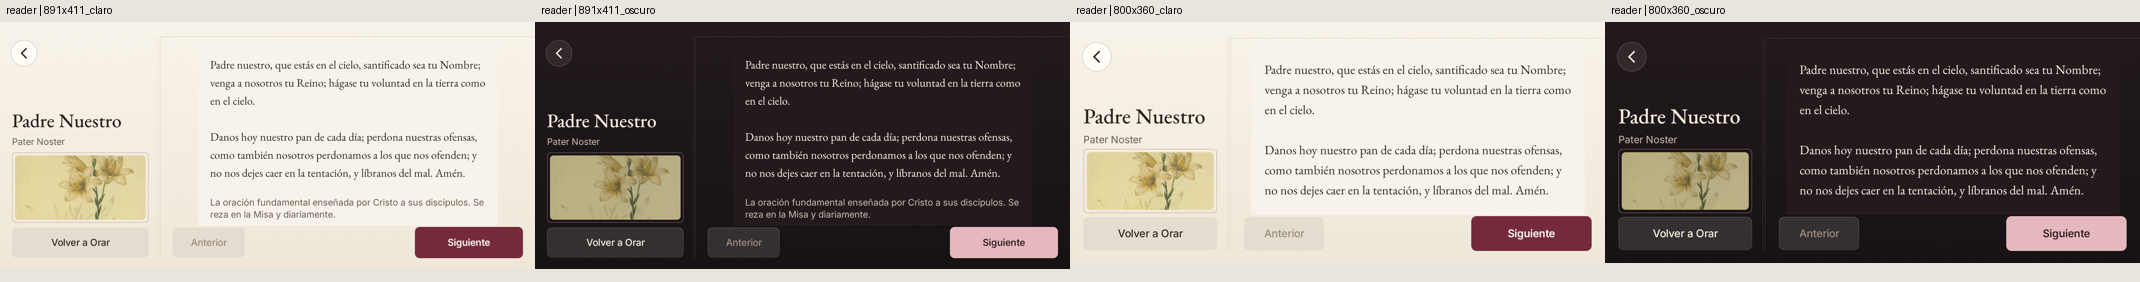 reader | 891x411_claro
Padre Nuestro
Pater Noster
Volver a Orar
Padre nuestro, que estás en el cielo, santificado sea tu Nombre;
venga a nosotros tu Reino; hágase tu voluntad en la tierra como
en el cielo.
Danos hoy nuestro pan de cada día; perdona nuestras ofensas,
como también nosotros perdonamos a los que nos ofenden; y
no nos dejes caer en la tentación, y líbranos del mal. Amén.
La oración fundamental enseñada por Cristo a sus discípulos. Se
reza en la Misa y diariamente.
Anterior
Siguiente
reader | 891x411_oscuro
Padre Nuestro
Pater Noster
Volver a Orar
Padre nuestro, que estás en el cielo, santificado sea tu Nombre;
venga a nosotros tu Reino; hágase tu voluntad en la tierra como
en el cielo.
Danos hoy nuestro pan de cada día; perdona nuestras ofensas,
como también nosotros perdonamos a los que nos ofenden; y
no nos dejes caer en la tentación, y líbranos del mal. Amén.
La oración fundamental enseñada por Cristo a sus discípulos. Se
reza en la Misa y diariamente.
Anterior
Siguiente
reader | 800x360_claro
Padre Nuestro
Pater Noster
Volver a Orar
Padre nuestro, que estás en el cielo, santificado sea tu Nombre;
venga a nosotros tu Reino; hágase tu voluntad en la tierra como
en el cielo.
Danos hoy nuestro pan de cada día; perdona nuestras ofensas,
como también nosotros perdonamos a los que nos ofenden; y
no nos dejes caer en la tentación, y líbranos del mal. Amén.
Anterior
Siguiente
reader | 800x360_oscuro
Padre Nuestro
Pater Noster
Volver a Orar
Padre nuestro, que estás en el cielo, santificado sea tu Nombre;
venga a nosotros tu Reino; hágase tu voluntad en la tierra como
en el cielo.
Danos hoy nuestro pan de cada día; perdona nuestras ofensas,
como también nosotros perdonamos a los que nos ofenden; y
no nos dejes caer en la tentación, y líbranos del mal. Amén.
Anterior
Siguiente